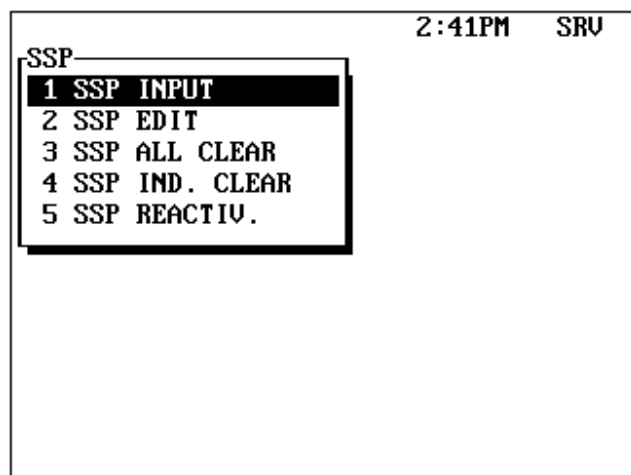 2:41PM SRV
SSP
1 SSP INPUT
2 SSP EDIT
3 SSP ALL CLEAR
4 SSP IND. CLEAR
5 SSP REACTIV.